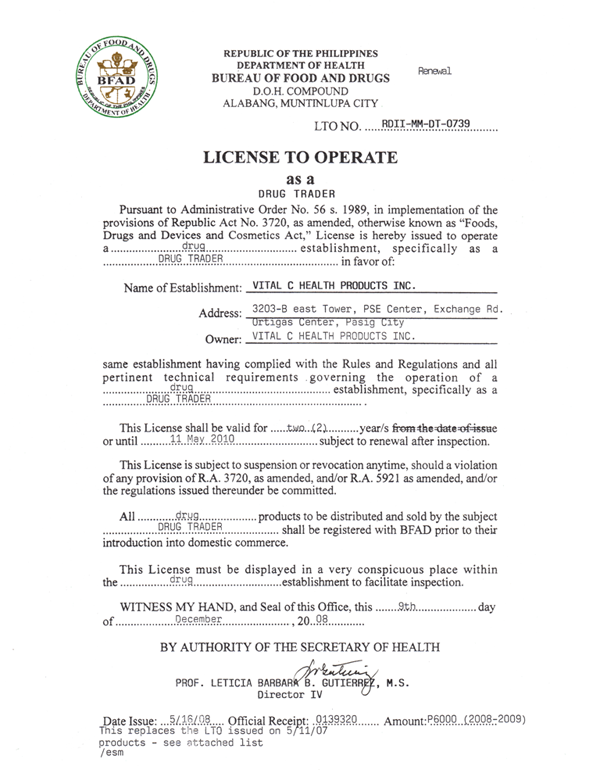 BUREAU OF FOOD AND DRUGS
BFAD
REPUBLIC OF THE PHILIPPINES
DEPARTMENT OF HEALTH
REPUBLIC OF THE PHILIPPINES
DEPARTMENT OF HEALTH
BUREAU OF FOOD AND DRUGS
D.O.H. COMPOUND
ALABANG, MUNTINLUPA CITY
Renewal
LTO NO. RDII-MM-DT-0739
LICENSE TO OPERATE
as a
DRUG TRADER
Pursuant to Administrative Order No. 56 s. 1989, in implementation of the
provisions of Republic Act No. 3720, as amended, otherwise known as “Foods,
Drugs and Devices and Cosmetics Act,” License is hereby issued to operate
a ..................drug............................ establishment, specifically as a
..............DRUG TRADER............................ in favor of:
Name of Establishment: VITAL C HEALTH PRODUCTS INC.
Address: 3203-B east Tower, PSE Center, Exchange Rd.
Ortigas Center, Pasig City
Owner: VITAL C HEALTH PRODUCTS INC.
same establishment having complied with the Rules and Regulations and all
pertinent technical requirements governing the operation of a
.................drug................................... establishment, specifically as a
...........DRUG TRADER.......................................... .
This License shall be valid for .....two (2)..........year/s from the date of issue
or until .........11 May 2010......................... subject to renewal after inspection.
This License is subject to suspension or revocation anytime, should a violation
of any provision of R.A. 3720, as amended, and/or R.A. 5921 as amended, and/or
the regulations issued thereunder be committed.
All ...........drug.................. products to be distributed and sold by the subject
..............DRUG TRADER........................ shall be registered with BFAD prior to their
introduction into domestic commerce.
This License must be displayed in a very conspicuous place within
the ..............drug.........................establishment to facilitate inspection.
WITNESS MY HAND, and Seal of this Office, this .......9th.................... day
of ..................December........................ , 20 08............
BY AUTHORITY OF THE SECRETARY OF HEALTH
PROF. LETICIA BARBARA B. GUTIERREZ, M.S.
Director IV
Date Issue: ...5/16/08..... Official Receipt: .0139320....... Amount:P6000 (2008-2009)
This replaces the LTO issued on 5/11/07
products - see attached list
/esm